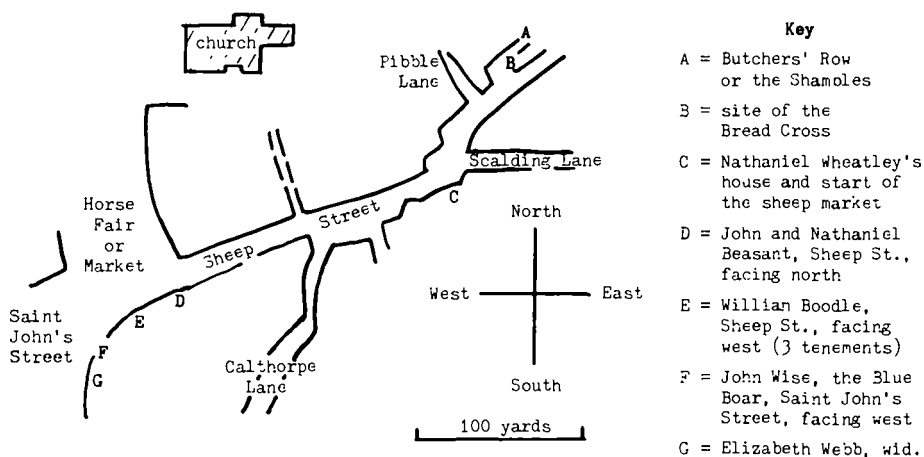 church
Pibble
Lane
A
B
Scalding Lane
C
Horse
Fair
or
Market
Sheep Street
North
West East
South
D
E
F
G
Saint
John's
Street
Calthorpe
Lane
100 yards
Key
A = Butchers' Row
or the Shambles
B = site of the
Bread Cross
C = Nathaniel Wheatley's
house and start of
the sheep market
D = John and Nathaniel
Beasant, Sheep St.,
facing north
E = William Boodle,
Sheep St., facing
west (3 tenements)
F = John Wise, the Blue
Boar, Saint John's
Street, facing west
G = Elizabeth Webb, wid.